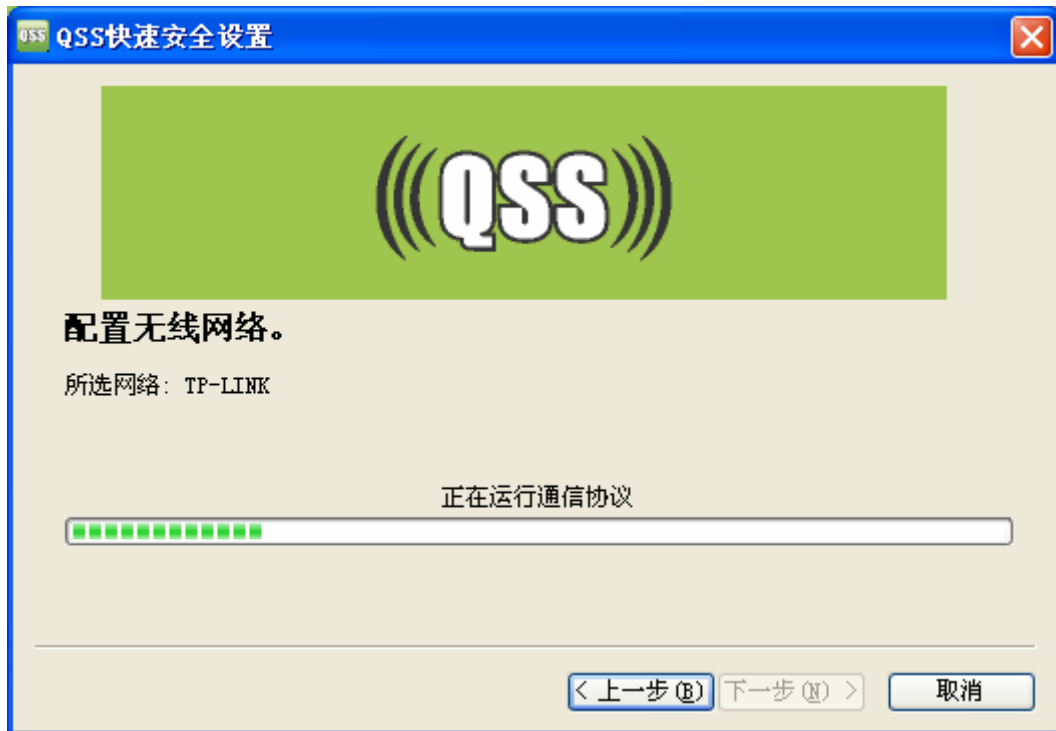 QSS QSS快速安全设置
(((QSS)))
配置无线网络。
所选网络: TP-LINK
正在运行通信协议
< 上一步(B) 下一步(N) > 取消